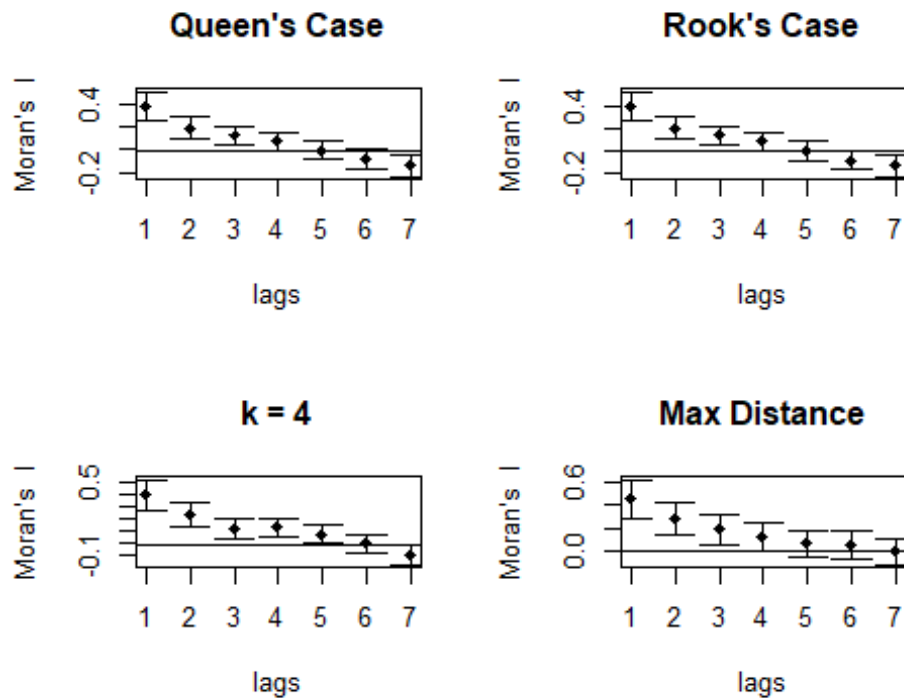 Queen's Case
Moran's I
0.4
-0.2
1 2 3 4 5 6 7
lags
Rook's Case
Moran's I
0.4
-0.2
1 2 3 4 5 6 7
lags
k = 4
Moran's I
0.5
-0.1
1 2 3 4 5 6 7
lags
Max Distance
Moran's I
0.6
0.0
1 2 3 4 5 6 7
lags